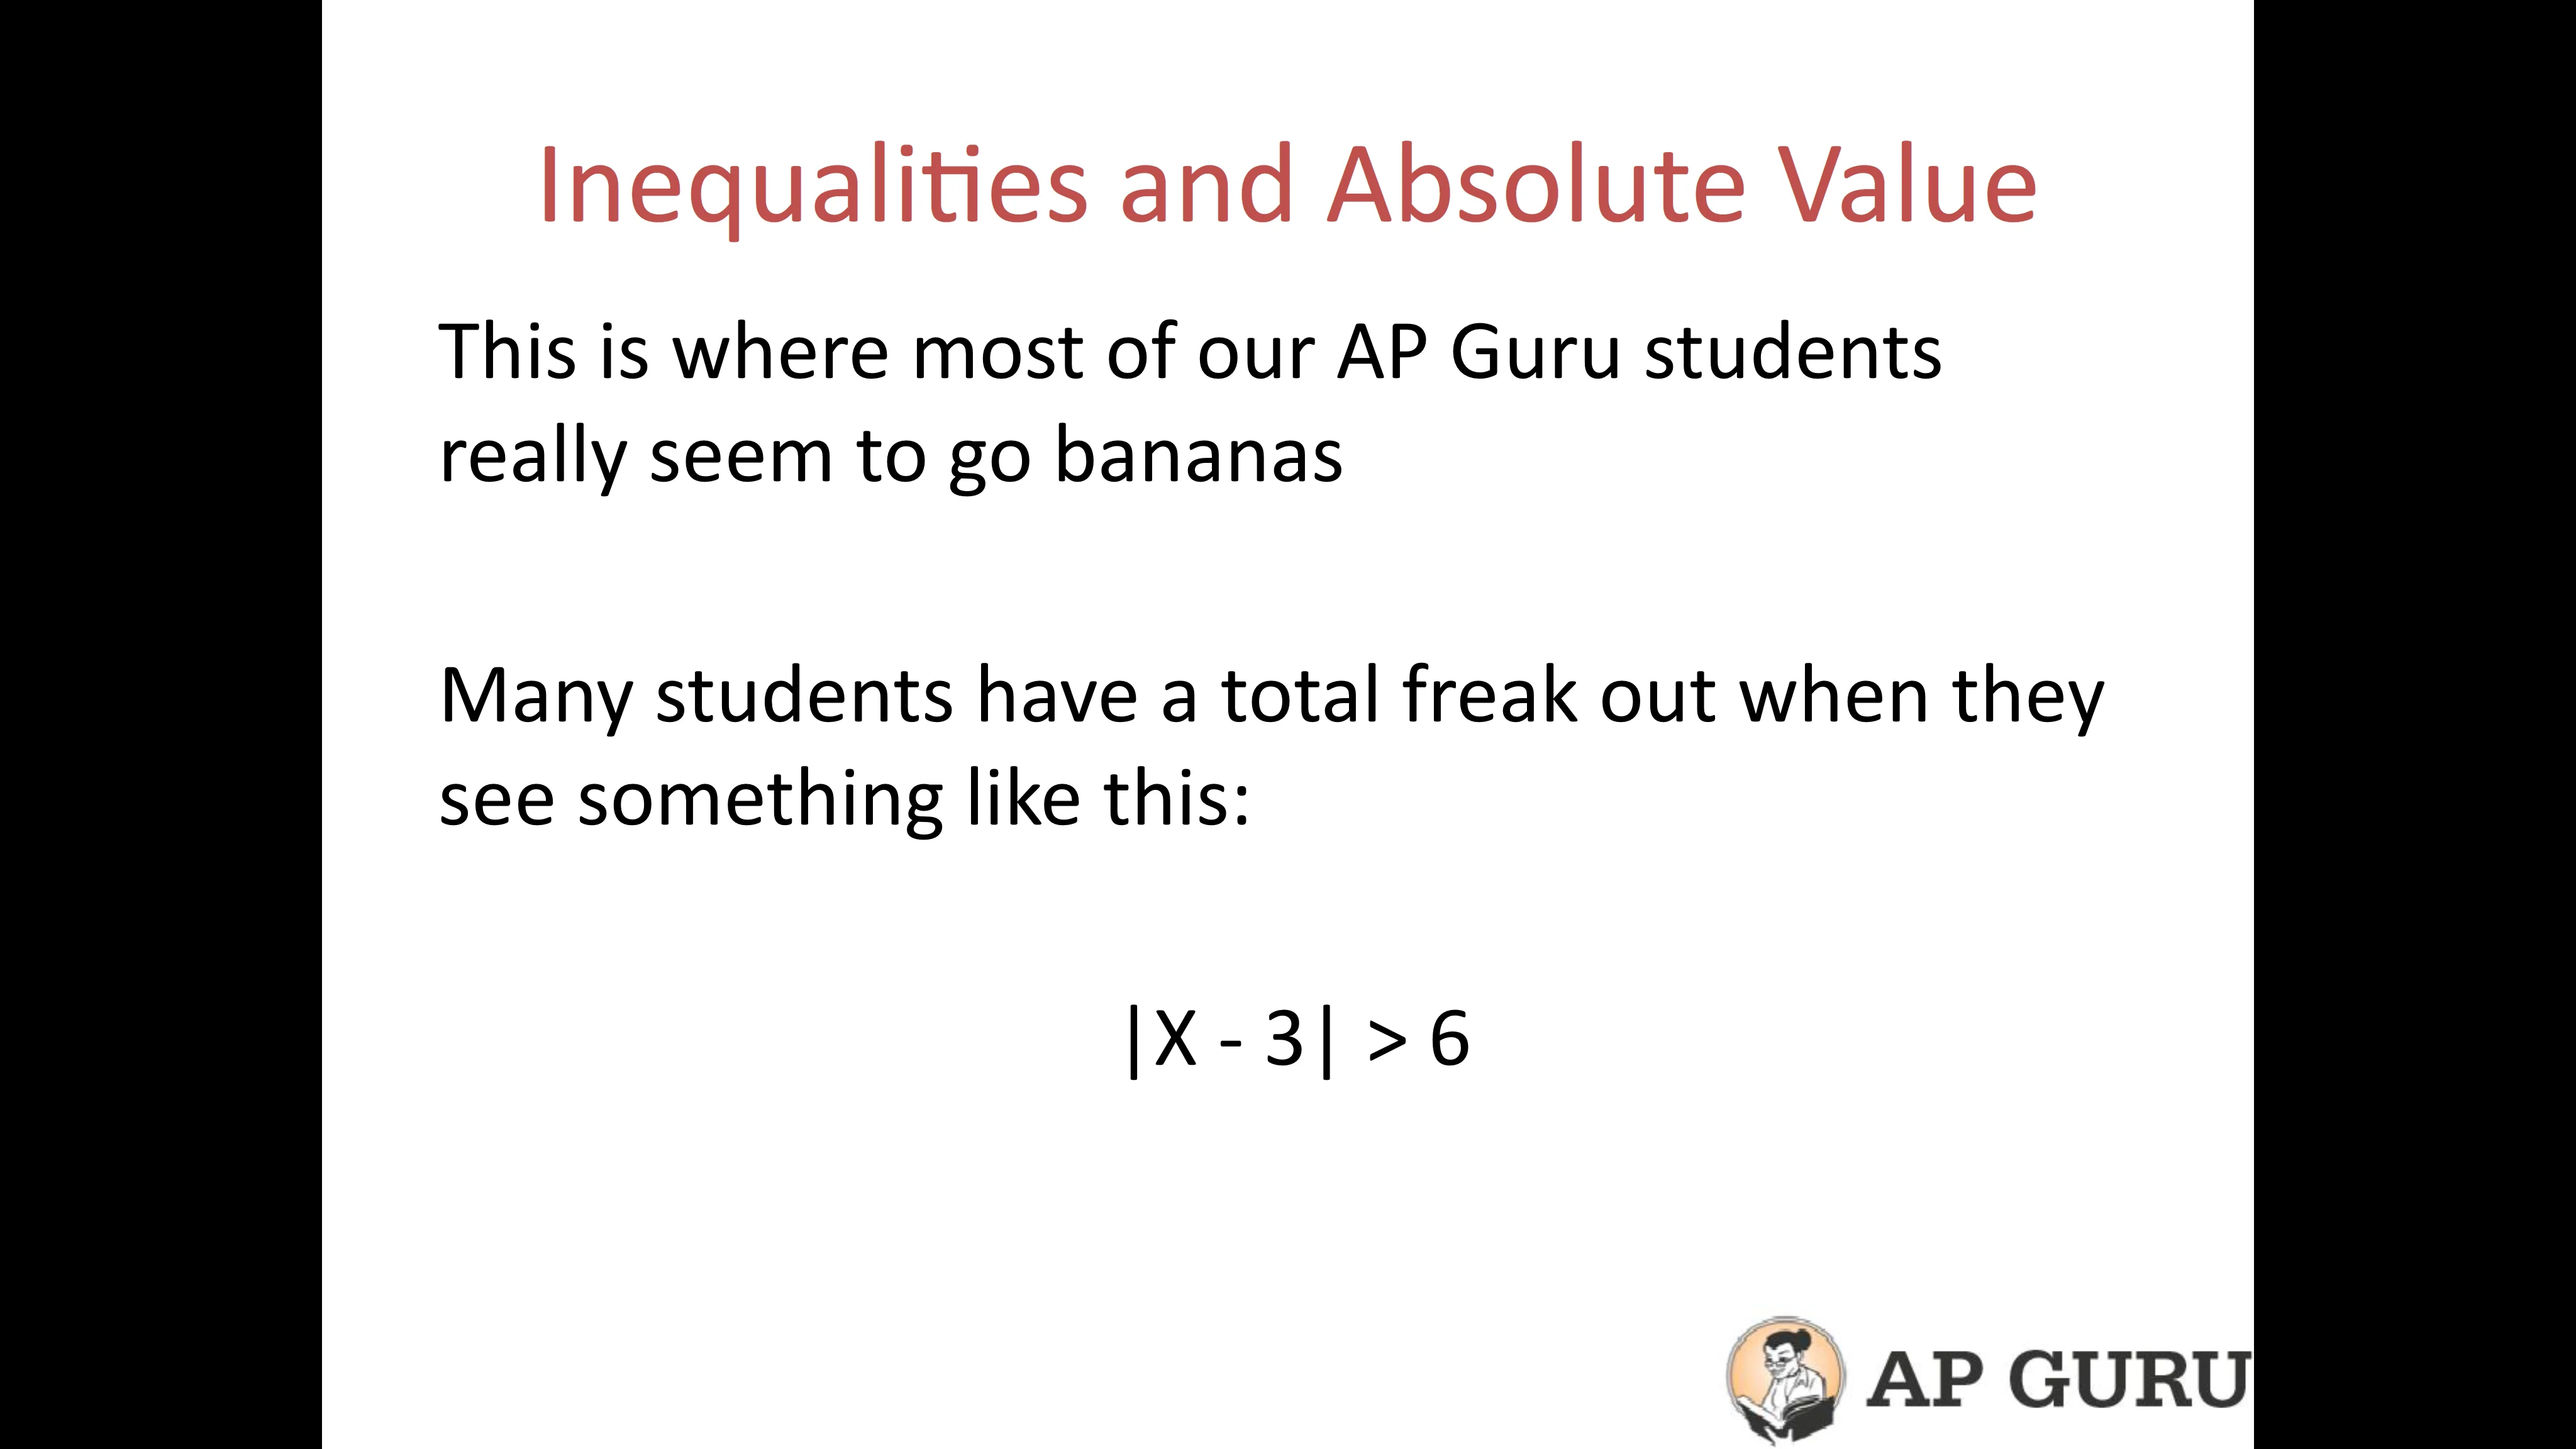 Inequalities and Absolute Value
This is where most of our AP Guru students
really seem to go bananas
Many students have a total freak out when they
see something like this:
|X - 3| > 6
AP GURU